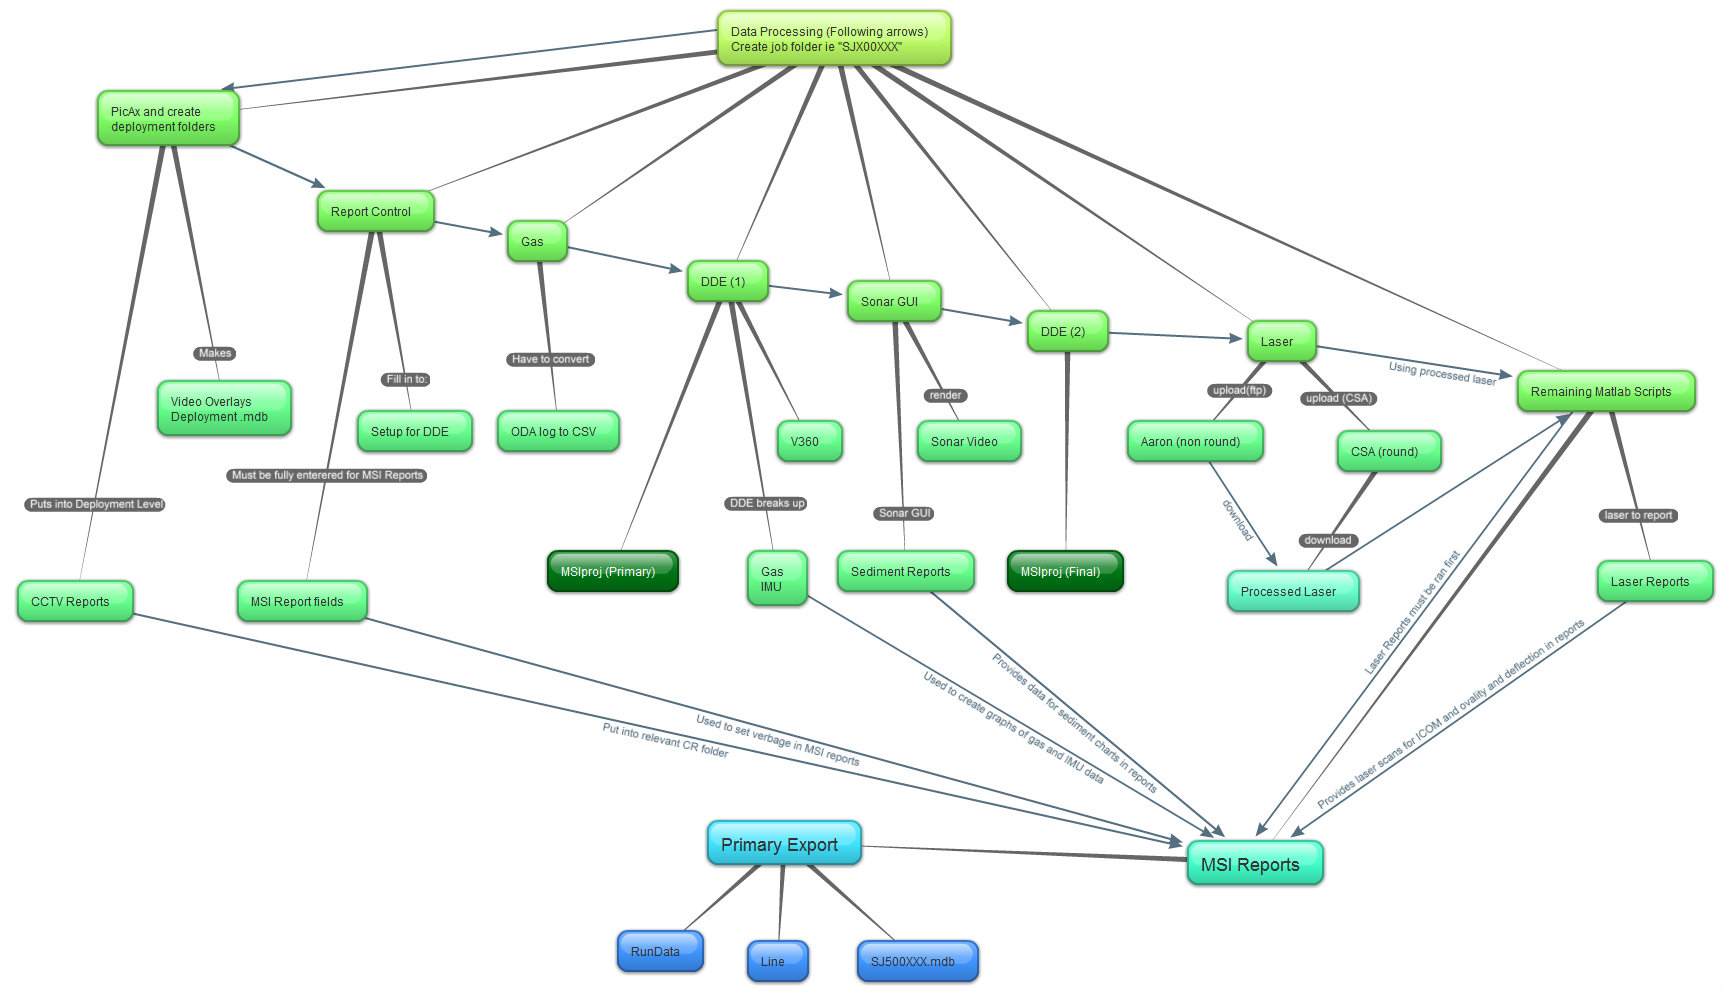 Data Processing (Following arrows)
Create job folder ie "SJX00XXX"
PicAx and create
deployment folders
Report Control
Gas
DDE (1)
Sonar GUI
DDE (2)
Laser
Using processed laser
Remaining Matlab Scripts
Makes
Video Overlays
Deployment .mdb
Fill in to:
Setup for DDE
Have to convert
ODA log to CSV
V360
render
Sonar Video
upload(ftp)
upload (CSA)
Aaron (non round)
CSA (round)
Must be fully enterered for MSI Reports
Puts into Deployment Level
DDE breaks up
Sonar GUI
download
download
laser to report
MSIproj (Primary)
Gas
IMU
Sediment Reports
MSIproj (Final)
Processed Laser
Laser Reports
CCTV Reports
MSI Report fields
Laser Reports must be ran first
Provides laser scans for ICOM and ovality and deflection in reports
Provides data for sediment charts in reports
Used to create graphs of gas and IMU data
Used to set verbage in MSI reports
Put into relevant CR folder
Primary Export
MSI Reports
RunData
Line
SJ500XXX.mdb